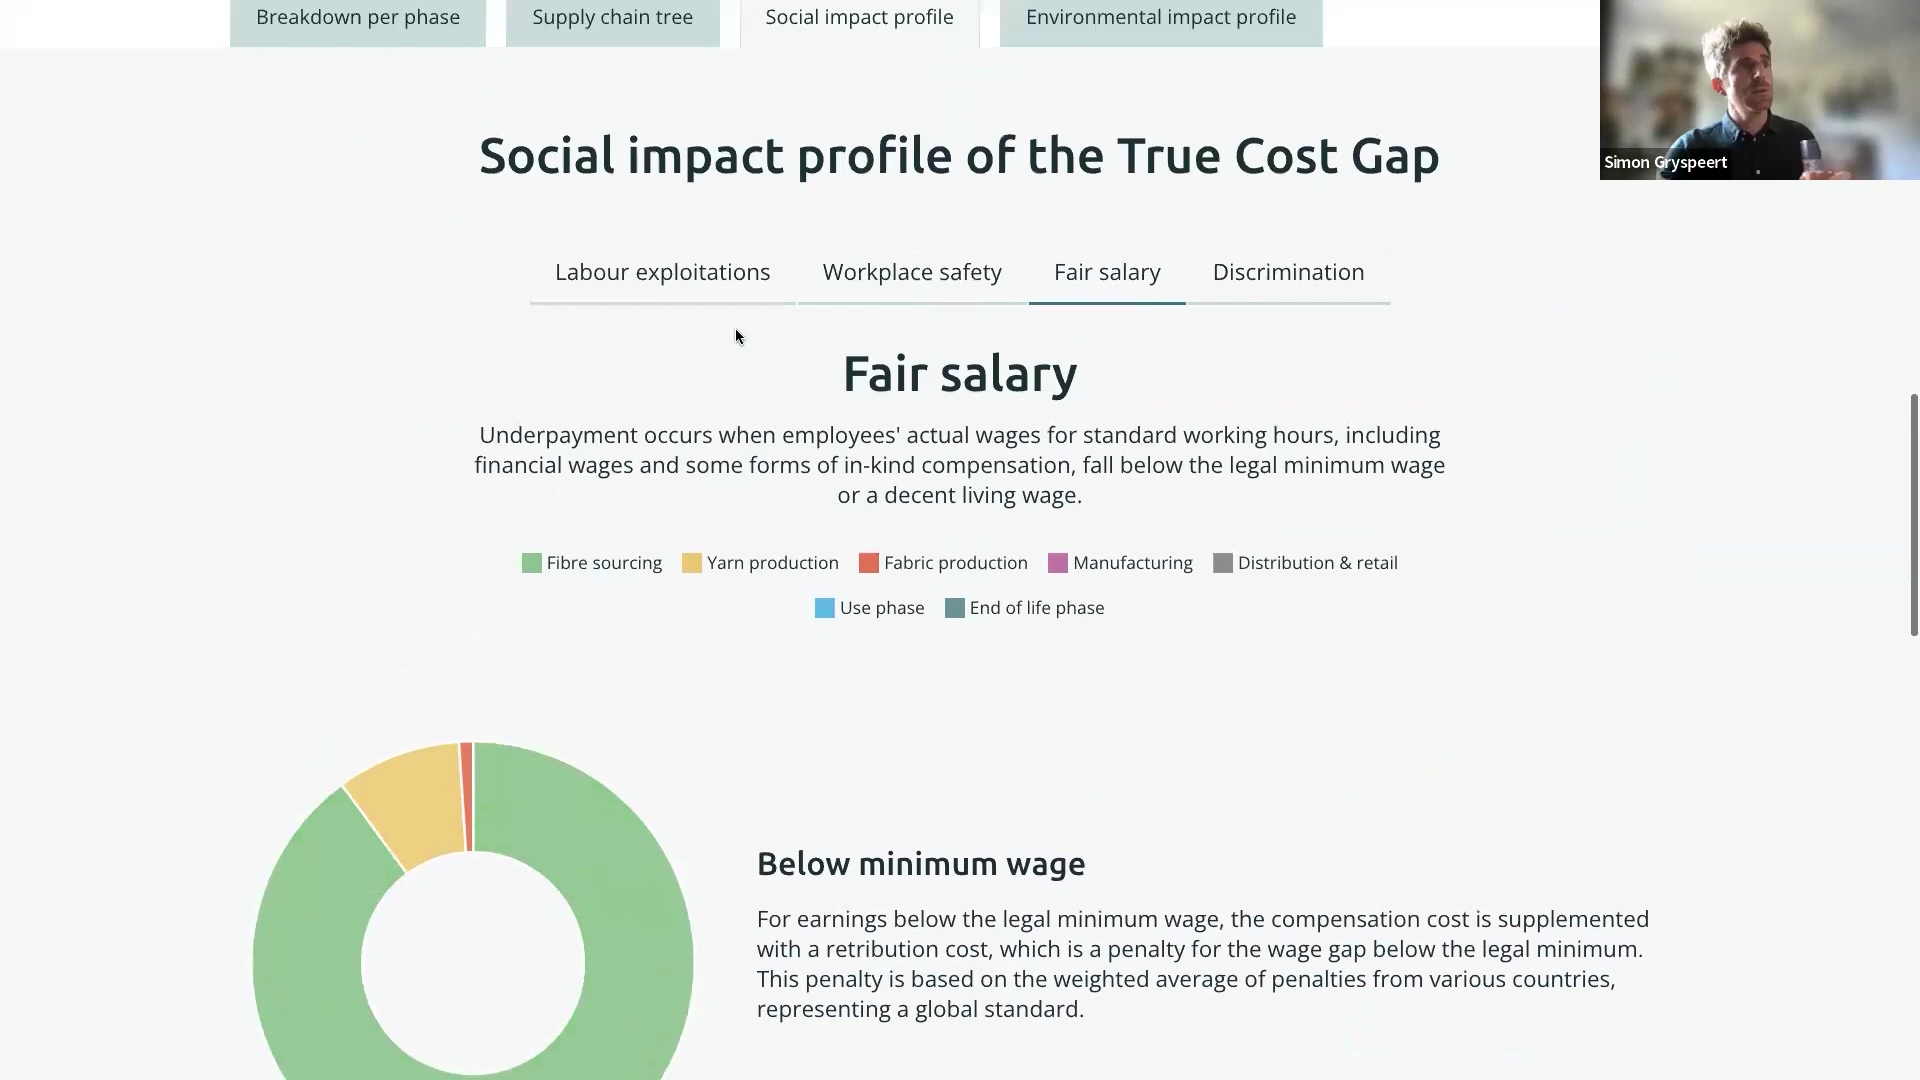 Breakdown per phase
Supply chain tree
Social impact profile
Environmental impact profile
Simon Gryspeert
Social impact profile of the True Cost Gap
Labour exploitations
Workplace safety
Fair salary
Discrimination
Fair salary
Underpayment occurs when employees' actual wages for standard working hours, including
financial wages and some forms of in-kind compensation, fall below the legal minimum wage
or a decent living wage.
Fibre sourcing
Yarn production
Fabric production
Manufacturing
Distribution & retail
Use phase
End of life phase
Below minimum wage
For earnings below the legal minimum wage, the compensation cost is supplemented
with a retribution cost, which is a penalty for the wage gap below the legal minimum.
This penalty is based on the weighted average of penalties from various countries,
representing a global standard.